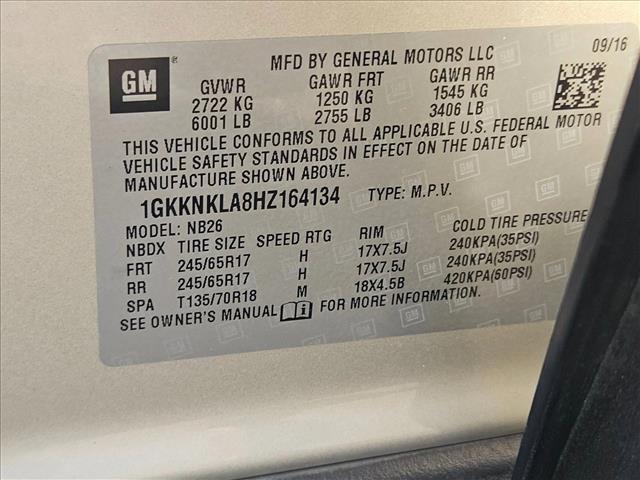 GM
®
MFD BY GENERAL MOTORS LLC
09/16
GVWR GAWR FRT GAWR RR
2722 KG 1250 KG 1545 KG
6001 LB 2755 LB 3406 LB
THIS VEHICLE CONFORMS TO ALL APPLICABLE U.S. FEDERAL MOTOR
VEHICLE SAFETY STANDARDS IN EFFECT ON THE DATE OF
MANUFACTURE SHOWN ABOVE.
1GKKNKLA8HZ164134 TYPE: M.P.V.
MODEL: NB26
NBDX TIRE SIZE SPEED RTG RIM COLD TIRE PRESSURE
FRT 245/65R17 H 17X7.5J 240KPA(35PSI)
RR 245/65R17 H 17X7.5J 240KPA(35PSI)
SPA T135/70R18 M 18X4.5B 420KPA(60PSI)
SEE OWNER'S MANUAL FOR MORE INFORMATION.